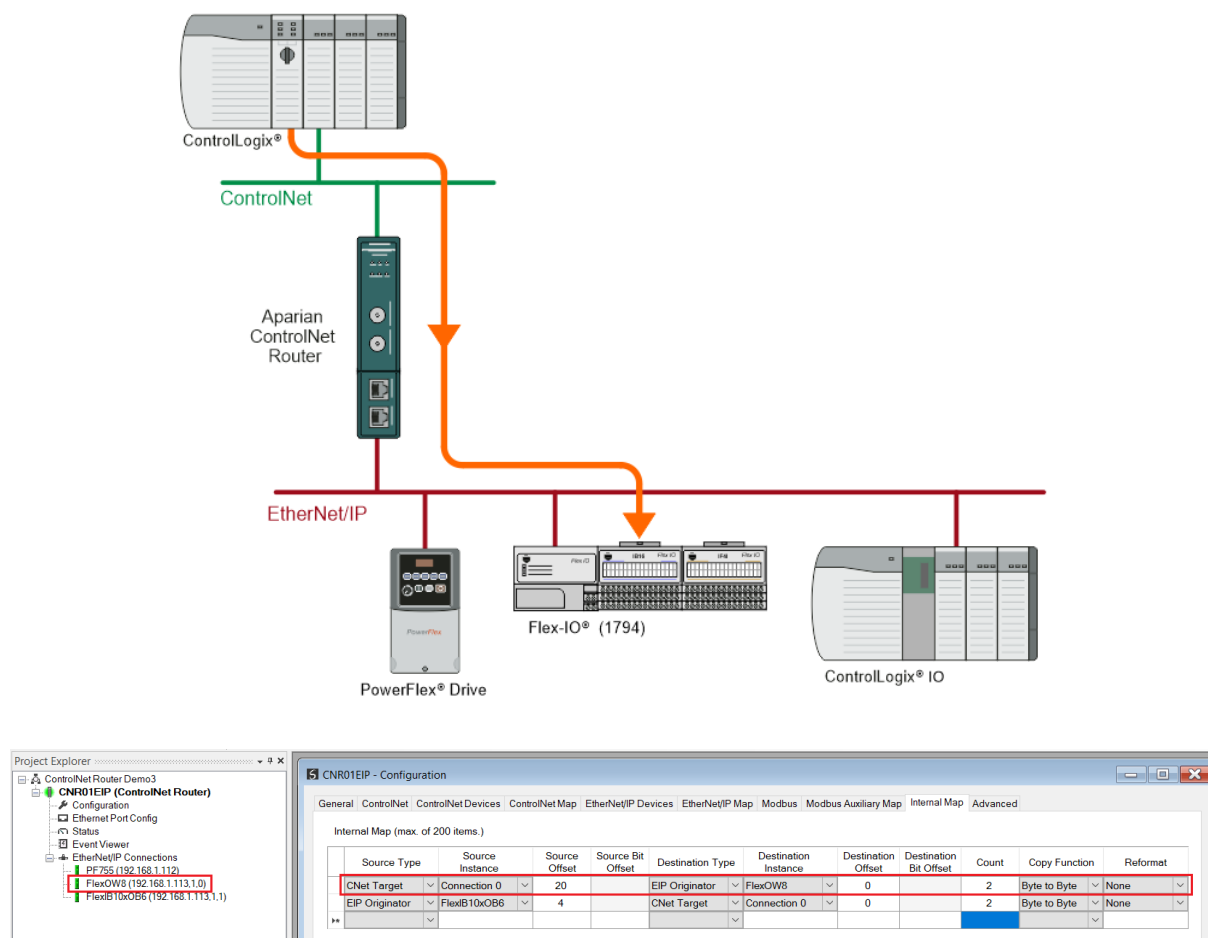 ControlLogix®
ControlNet
Aparian
ControlNet
Router
EtherNet/IP
Flex I/O
IB16 Flex I/O
IF4I Flex I/O
PowerFlex
Flex-IO® (1794)
ControlLogix® IO
PowerFlex® Drive
Project Explorer
ControlNet Router Demo3
CNR01EIP (ControlNet Router)
Configuration
Ethernet Port Config
Status
Event Viewer
EtherNet/IP Connections
PF755 (192.168.1.112)
FlexOW8 (192.168.1.113,1,0)
FlexIB10xOB6 (192.168.1.113,1,1)
CNR01EIP - Configuration
General ControlNet ControlNet Devices ControlNet Map EtherNet/IP Devices EtherNet/IP Map Modbus Modbus Auxiliary Map Internal Map Advanced
Internal Map (max. of 200 items.)
Source Type Source Instance Source Offset Source Bit Offset Destination Type Destination Instance Destination Offset Destination Bit Offset Count Copy Function Reformat
CNet Target Connection 0 20 EIP Originator FlexOW8 0 2 Byte to Byte None
EIP Originator FlexIB10xOB6 4 CNet Target Connection 0 0 2 Byte to Byte None